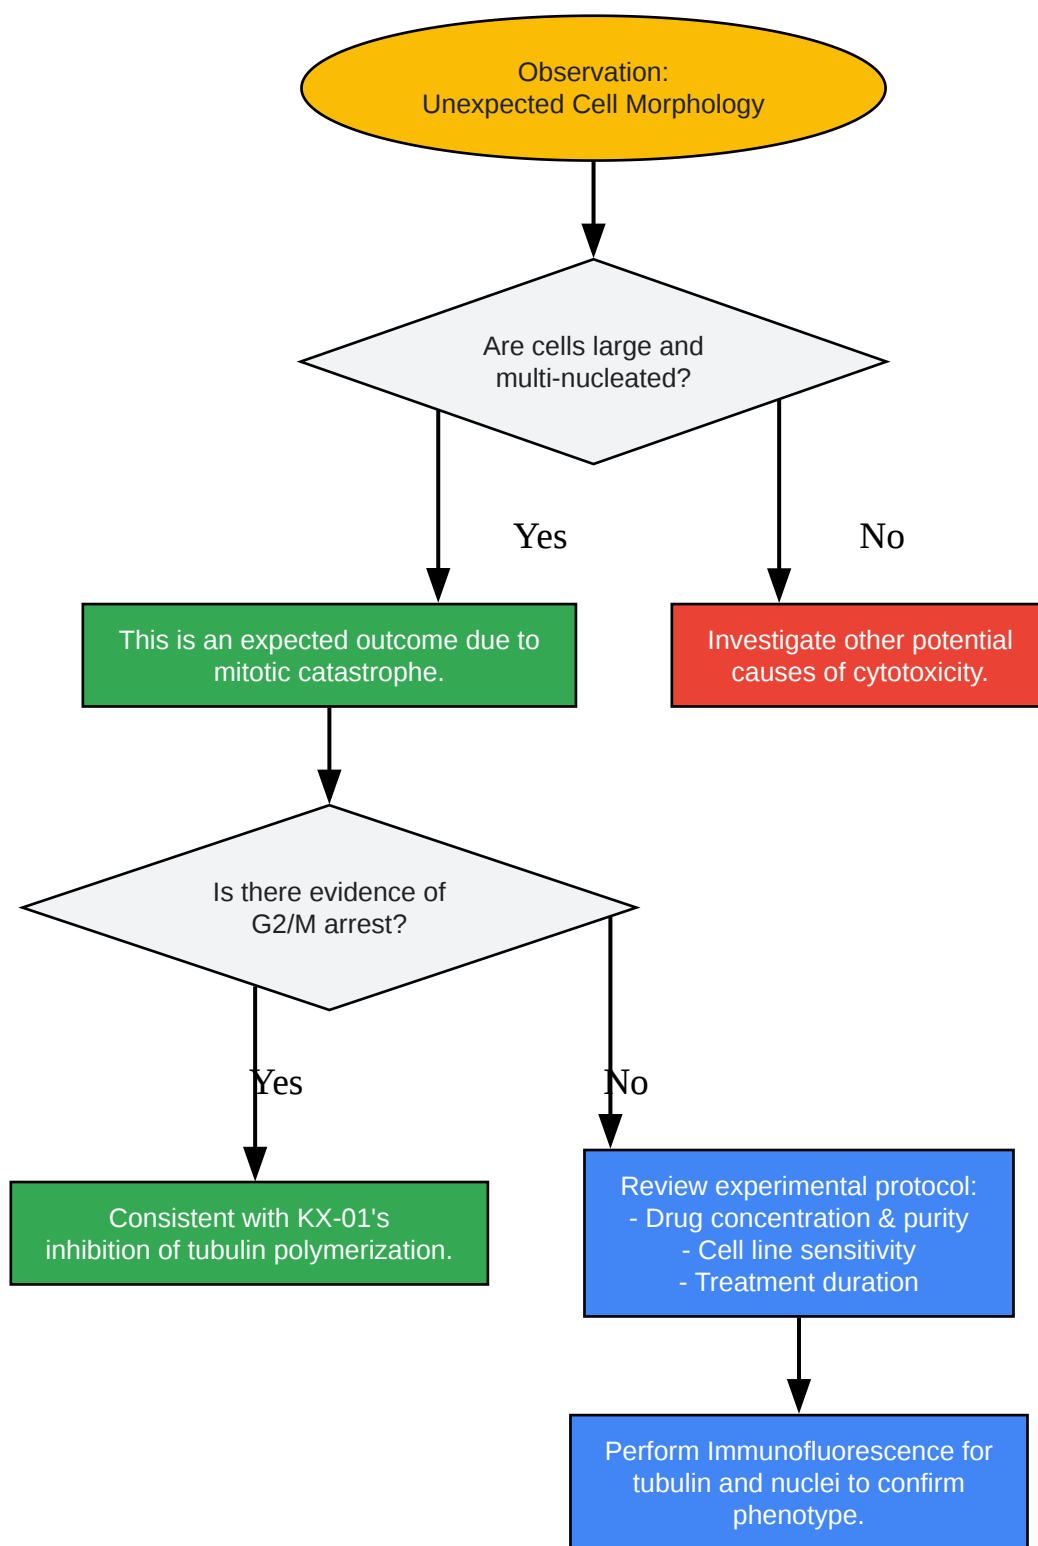 Observation:
Unexpected Cell Morphology
Are cells large and
multi-nucleated?
Yes
No
This is an expected outcome due to
mitotic catastrophe.
Investigate other potential
causes of cytotoxicity.
Is there evidence of
G2/M arrest?
Yes
No
Consistent with KX-01's
inhibition of tubulin polymerization.
Review experimental protocol:
- Drug concentration & purity
- Cell line sensitivity
- Treatment duration
Perform Immunofluorescence for
tubulin and nuclei to confirm
phenotype.